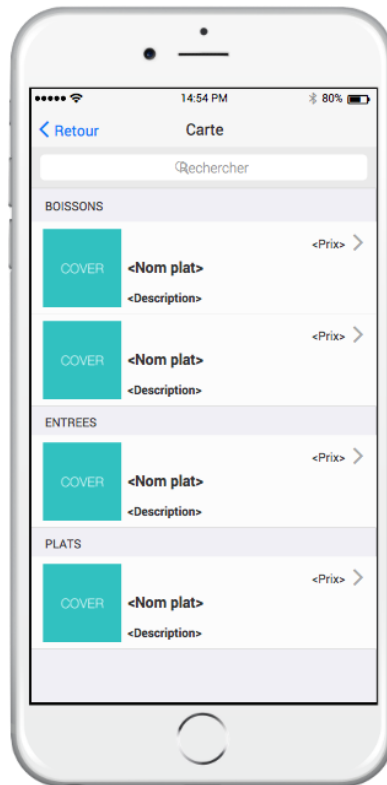 14:54 PM 80%
Retour Carte
Rechercher
BOISSONS
<Prix>
COVER <Nom plat>
<Description>
<Prix>
COVER <Nom plat>
<Description>
ENTREES
<Prix>
COVER <Nom plat>
<Description>
PLATS
<Prix>
COVER <Nom plat>
<Description>